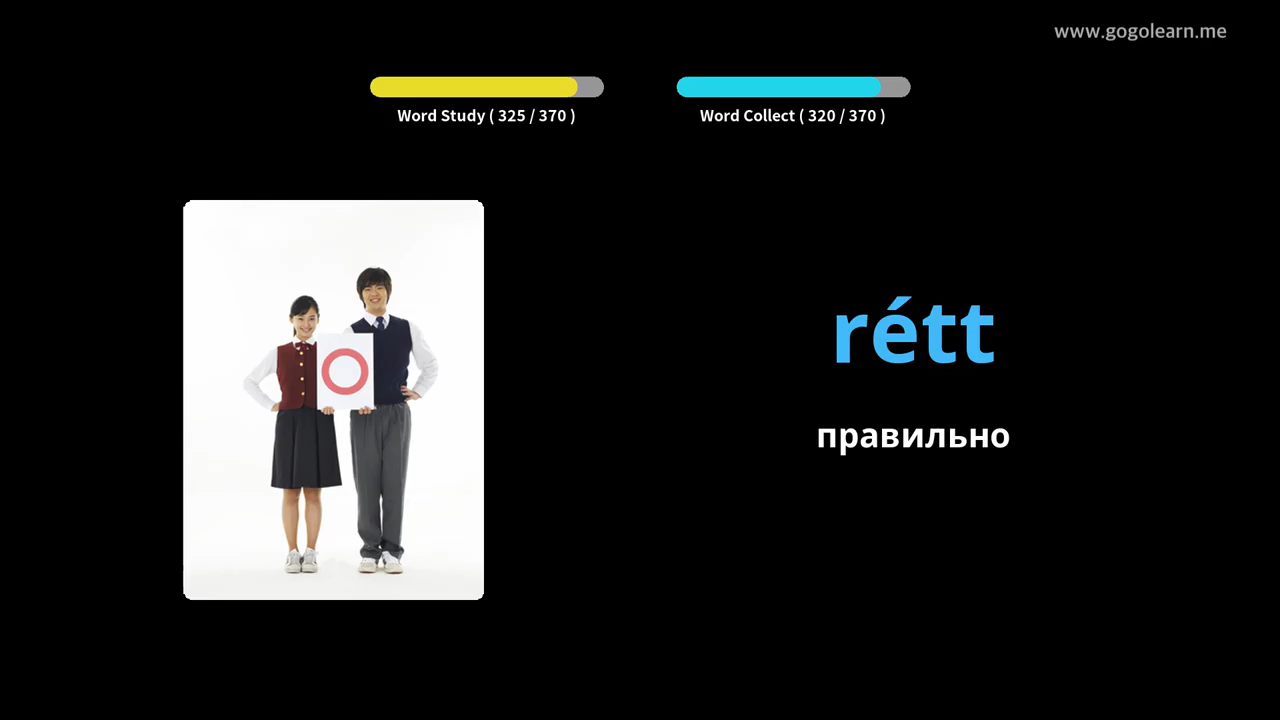 www.gogolearn.me
Word Study ( 325 / 370 )
Word Collect ( 320 / 370 )
rétt
правильно